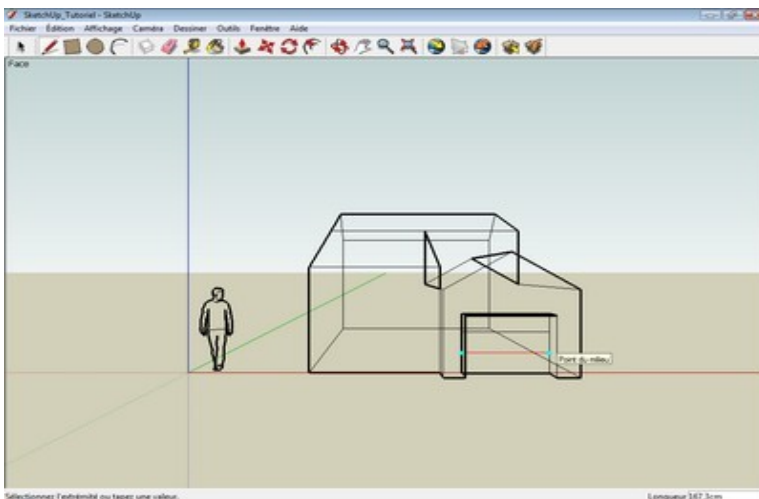 SketchUp_Tutoriel - SketchUp
Fichier Édition Affichage Caméra Dessiner Outils Fenêtre Aide
Face
Point du milieu
Sélectionnez l'extrémité ou tapez une valeur.
Longueur 167,3cm